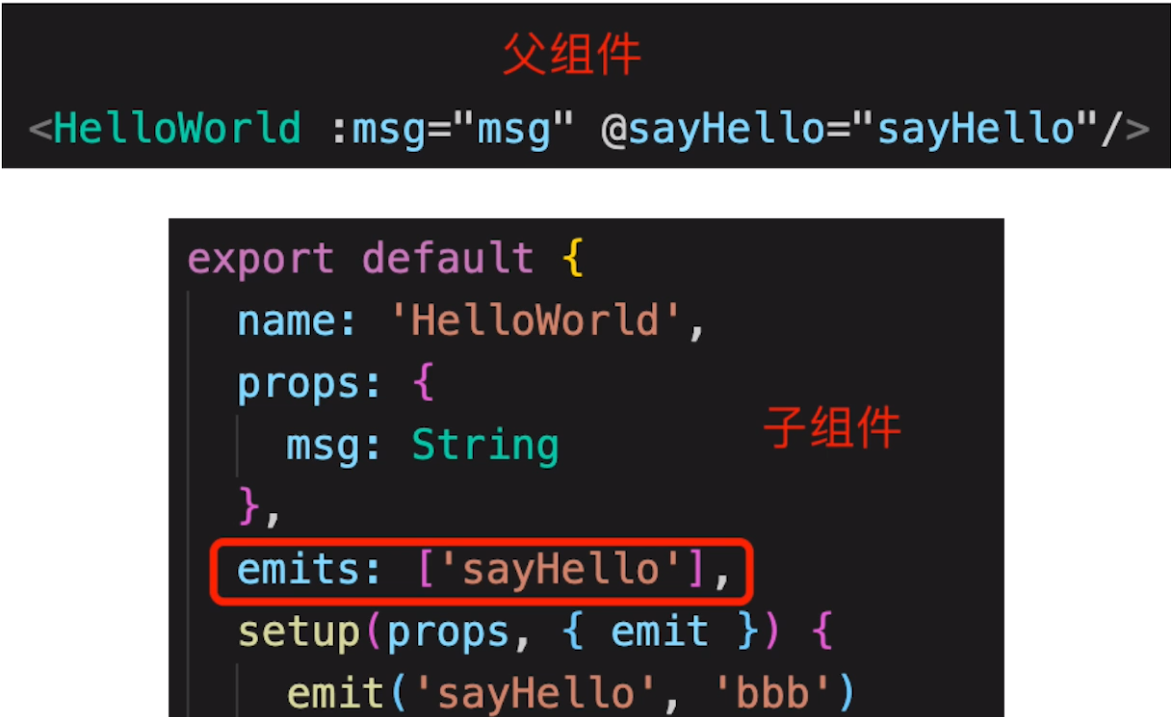 父组件
<HelloWorld :msg="msg" @sayHello="sayHello"/>
export default {
name: 'HelloWorld',
props: {
msg: String
子组件
},
emits: ['sayHello'],
setup(props, { emit }) {
emit('sayHello', 'bbb')